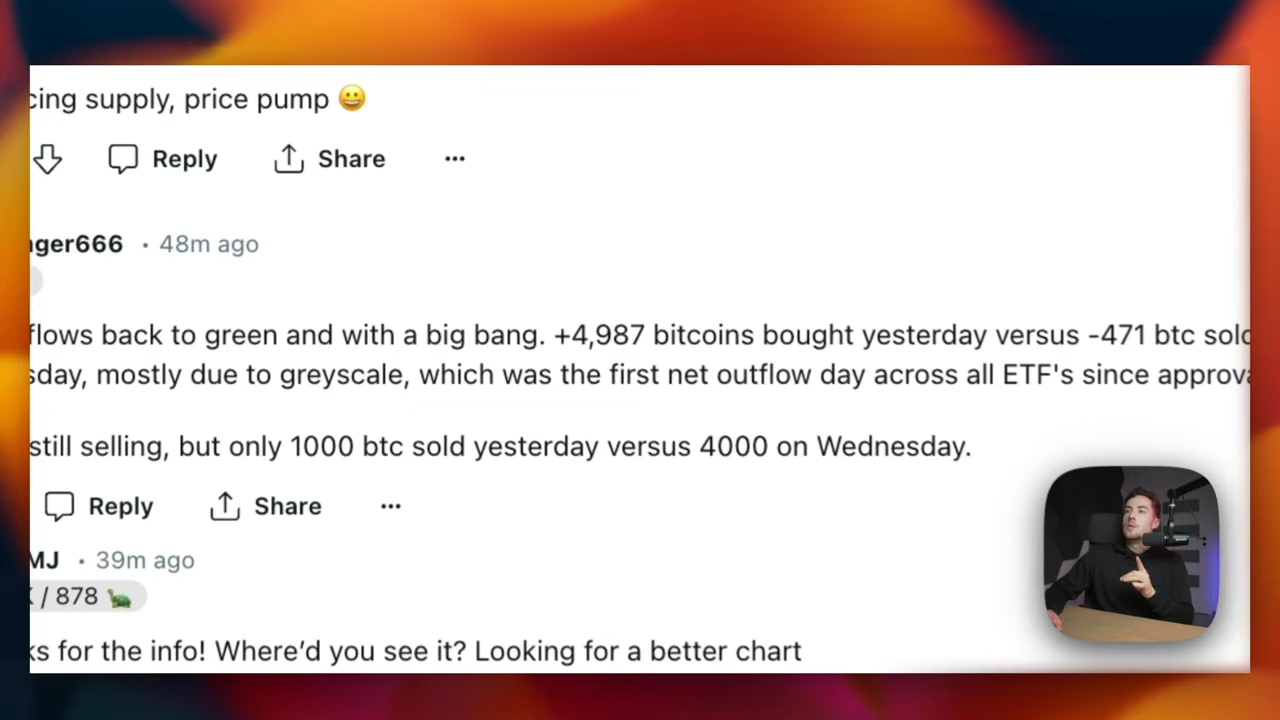 cing supply, price pump 😀
Reply Share ...
ger666 • 48m ago
flows back to green and with a big bang. +4,987 bitcoins bought yesterday versus -471 btc sold
sday, mostly due to greyscale, which was the first net outflow day across all ETF's since approva
still selling, but only 1000 btc sold yesterday versus 4000 on Wednesday.
Reply Share ...
MJ • 39m ago
/ 878 🐢
ks for the info! Where'd you see it? Looking for a better chart